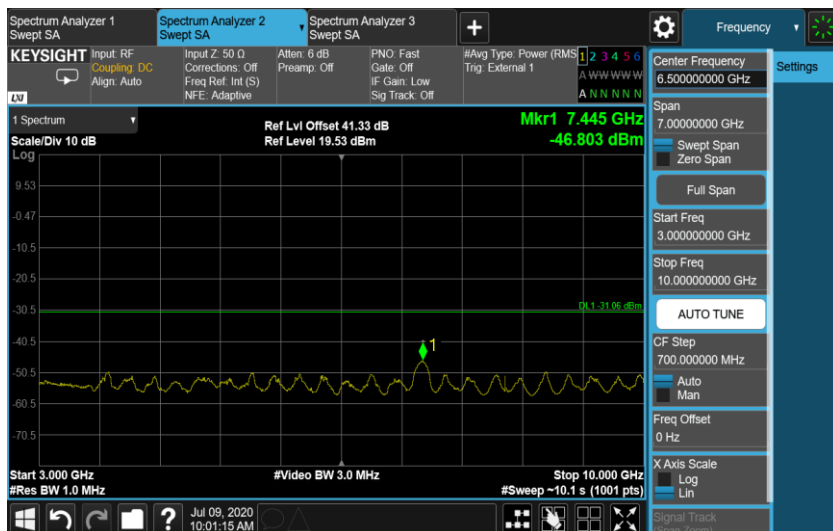 Spectrum Analyzer 1
Swept SA
Spectrum Analyzer 2
Swept SA
Spectrum Analyzer 3
Swept SA
Frequency
KEYSIGHT
LXI
Input: RF
Coupling: DC
Align: Auto
Input Z: 50 Ω
Corrections: Off
Freq Ref: Int (S)
NFE: Adaptive
Atten: 6 dB
Preamp: Off
PNO: Fast
Gate: Off
IF Gain: Low
Sig Track: Off
#Avg Type: Power (RMS
Trig: External 1
1 2 3 4 5 6
A W W W W W
A N N N N N
1 Spectrum
Scale/Div 10 dB
Log
Ref Lvl Offset 41.33 dB
Ref Level 19.53 dBm
Mkr1 7.445 GHz
-46.803 dBm
9.53
-0.47
-10.5
-20.5
-30.5
-40.5
-50.5
-60.5
-70.5
DL1 -31.06 dBm
1
Start 3.000 GHz
#Res BW 1.0 MHz
#Video BW 3.0 MHz
Stop 10.000 GHz
#Sweep ~10.1 s (1001 pts)
Jul 09, 2020
10:01:15 AM
Center Frequency
6.500000000 GHz
Settings
Span
7.00000000 GHz
Swept Span
Zero Span
Full Span
Start Freq
3.000000000 GHz
Stop Freq
10.000000000 GHz
AUTO TUNE
CF Step
700.000000 MHz
Auto
Man
Freq Offset
0 Hz
X Axis Scale
Log
Lin
Signal Track